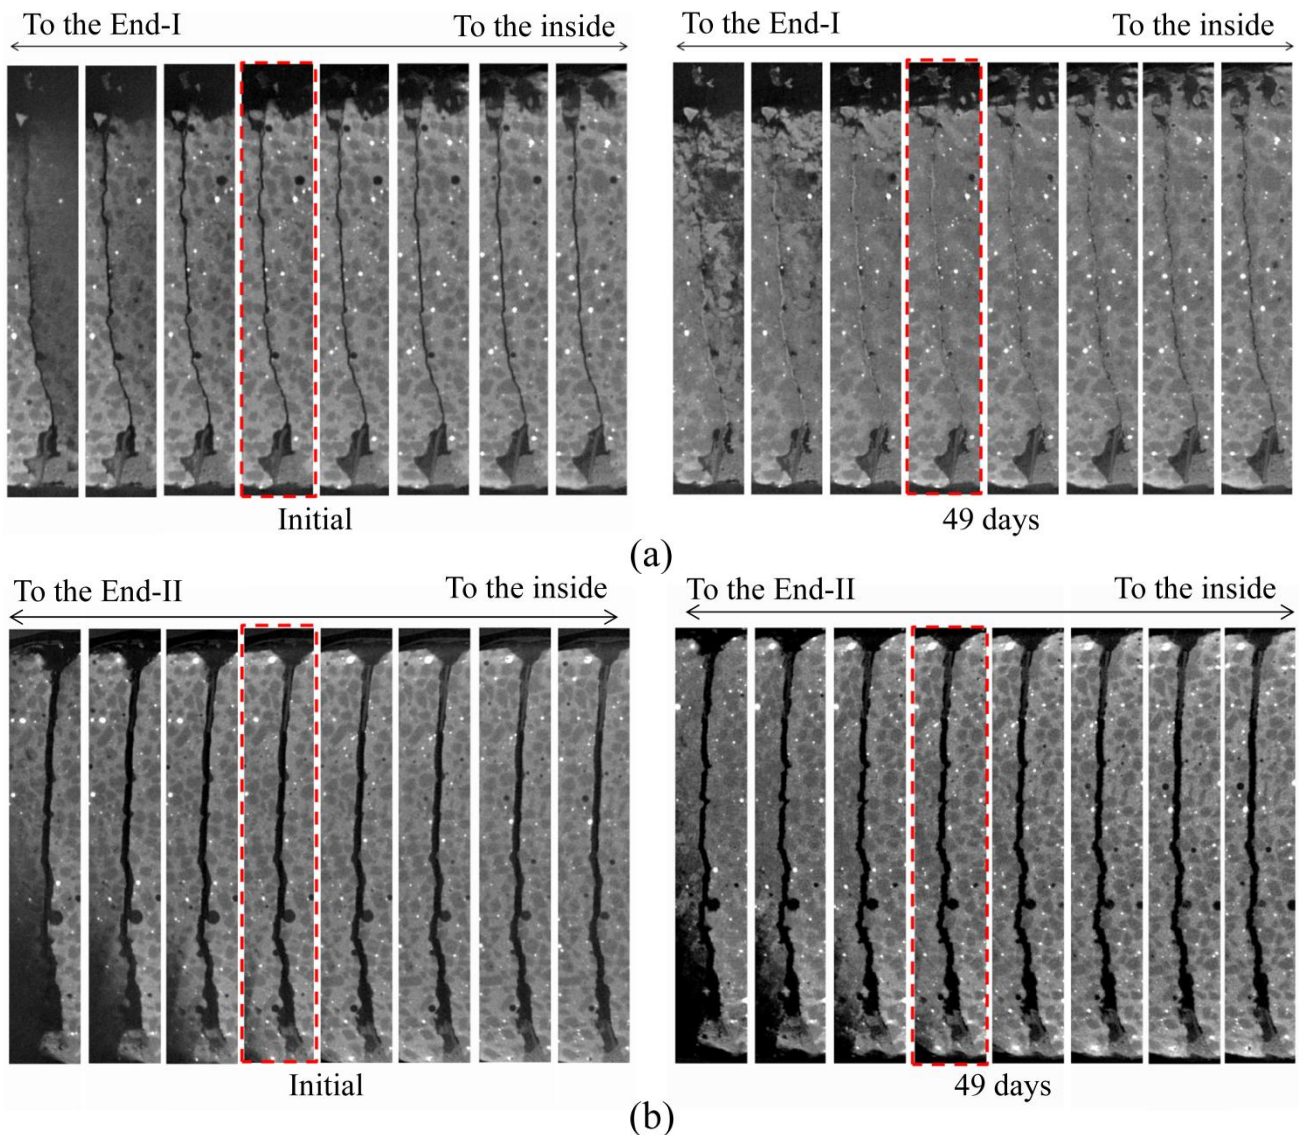 To the End-I To the inside To the End-I To the inside
Initial 49 days
(a)
To the End-II To the inside To the End-II To the inside
Initial 49 days
(b)